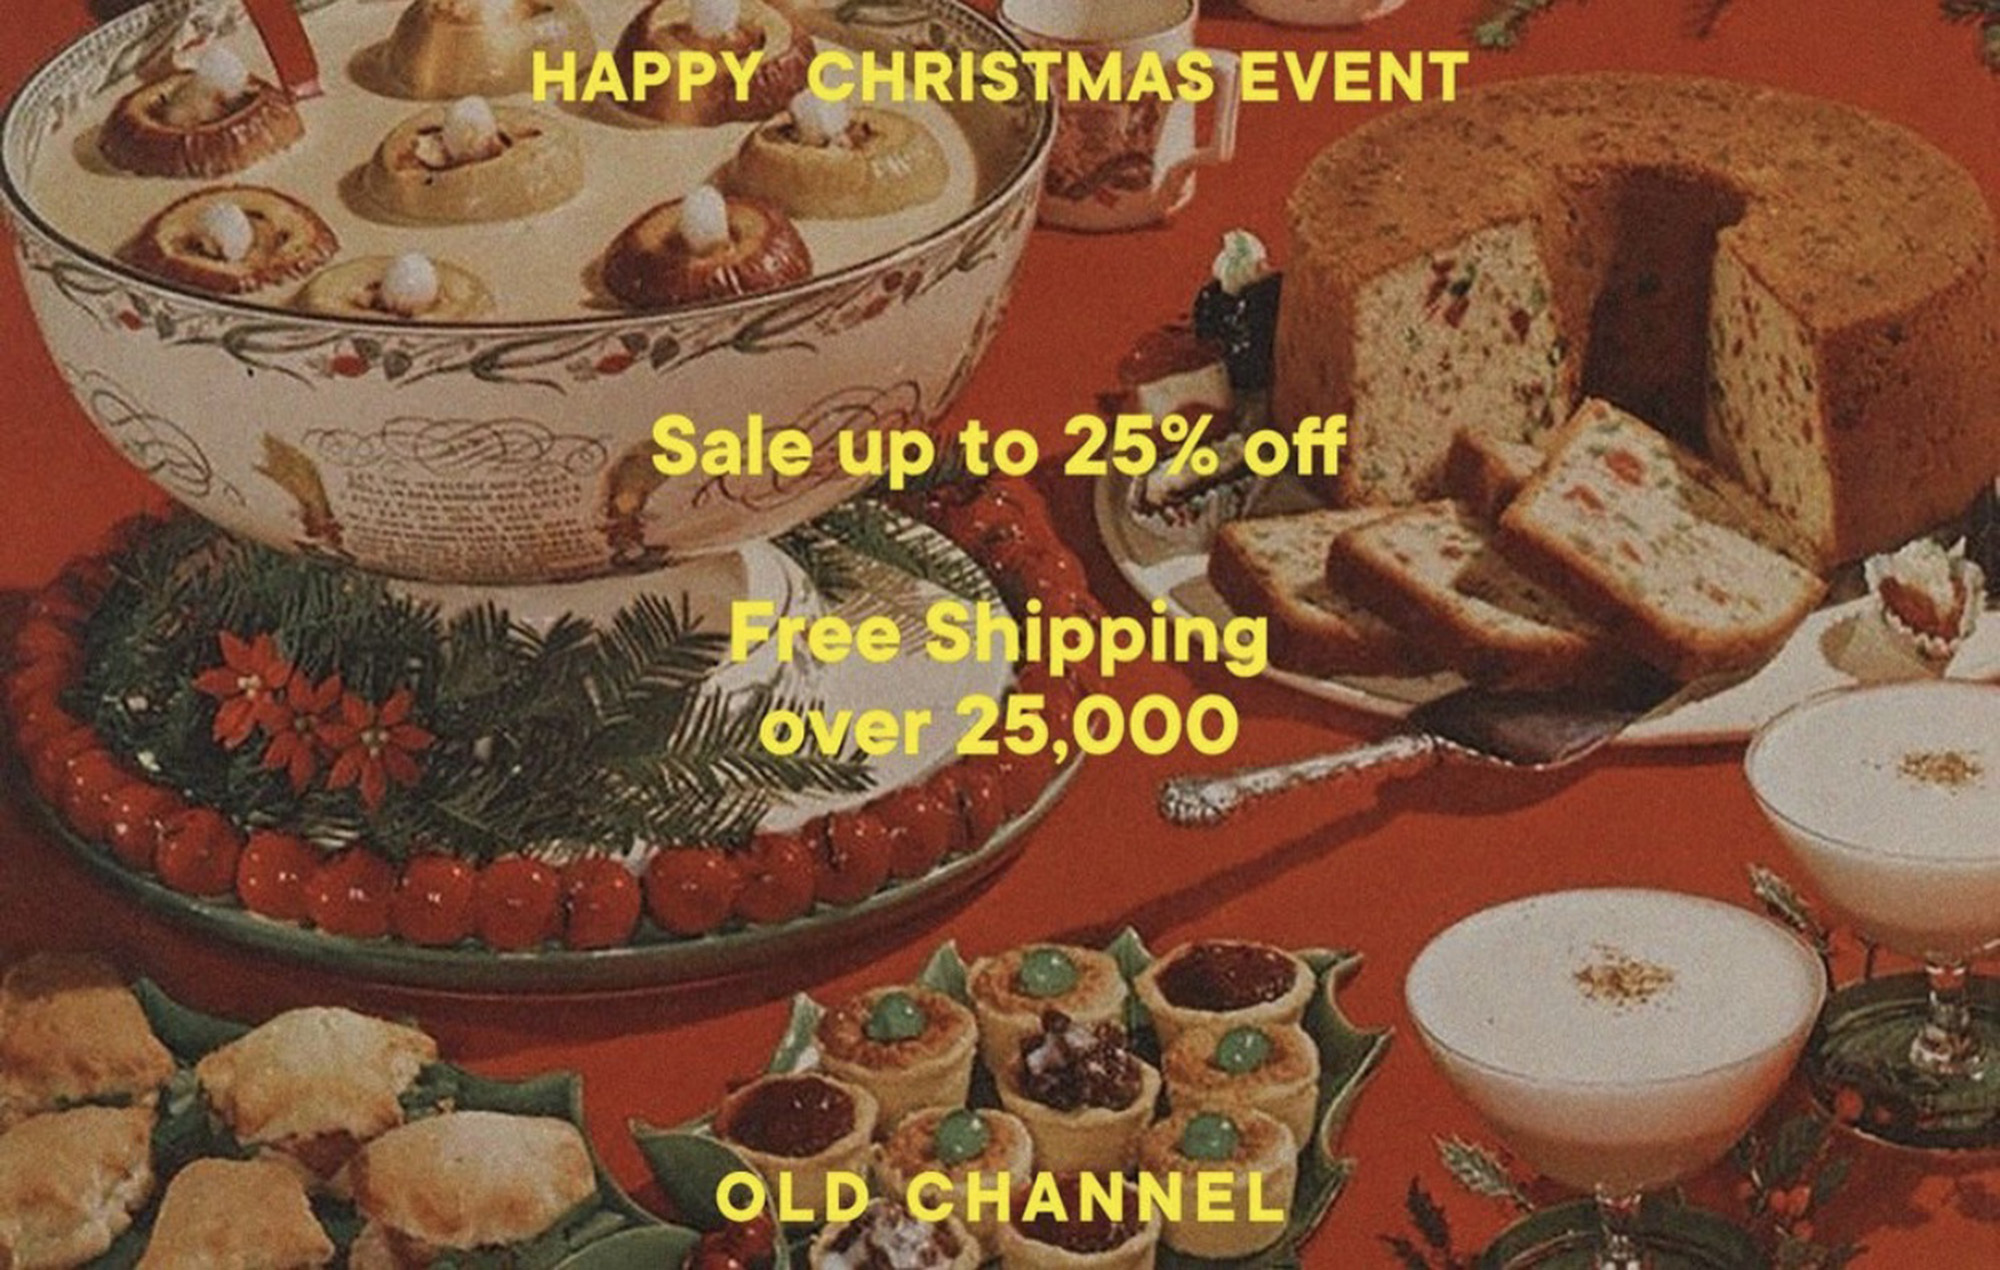 HAPPY CHRISTMAS EVENT
Sale up to 25% off
Free Shipping
over 25,000
OLD CHANNEL